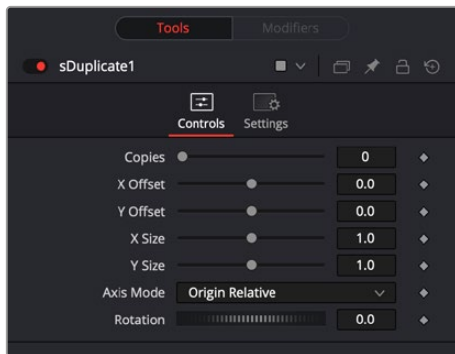 Tools Modifiers
sDuplicate1
Controls Settings
Copies 0
X Offset 0.0
Y Offset 0.0
X Size 1.0
Y Size 1.0
Axis Mode Origin Relative
Rotation 0.0